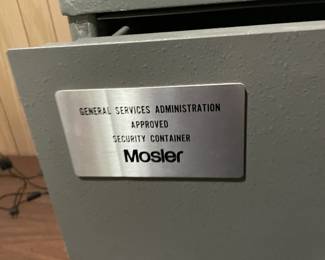 GENERAL SERVICES ADMINISTRATION
APPROVED
SECURITY CONTAINER
Mosler